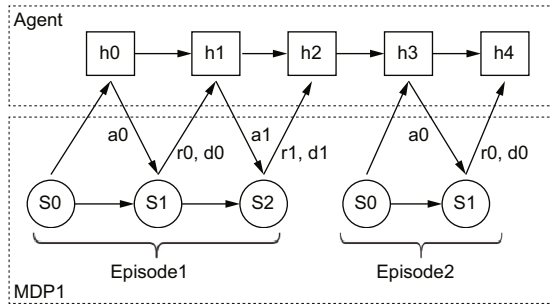 Agent
h0 h1 h2 h3 h4
a0 r0, d0 a1 r1, d1 a0 r0, d0
S0 S1 S2 S0 S1
Episode1 Episode2
MDP1